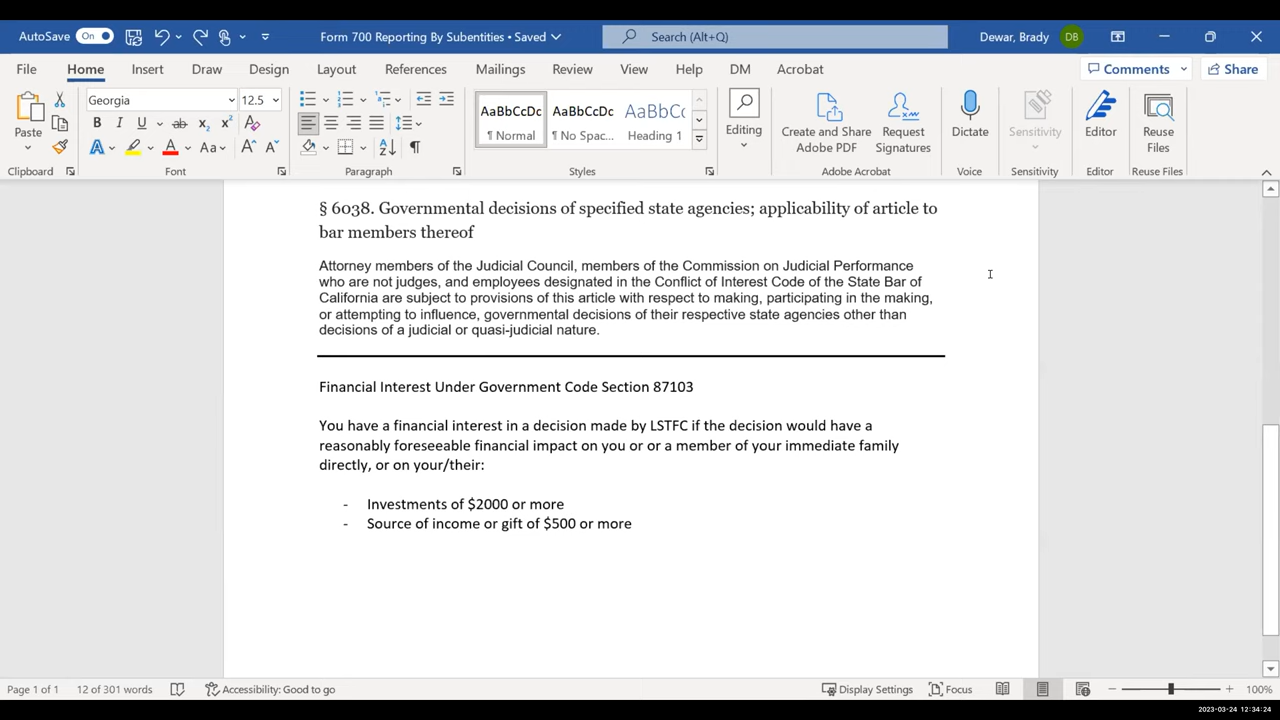 AutoSave On Form 700 Reporting By Subentities • Saved Search (Alt+Q) Dewar, Brady DB
File Home Insert Draw Design Layout References Mailings Review View Help DM Acrobat Comments Share
Georgia 12.5
AaBbCcDc AaBbCcDc AaBbCc
¶ Normal ¶ No Spac... Heading 1
Paste
Editing
Create and Share Adobe PDF
Request Signatures
Dictate
Sensitivity
Editor
Reuse Files
Clipboard Font Paragraph Styles Adobe Acrobat Voice Sensitivity Editor Reuse Files
§ 6038. Governmental decisions of specified state agencies; applicability of article to
bar members thereof
Attorney members of the Judicial Council, members of the Commission on Judicial Performance
who are not judges, and employees designated in the Conflict of Interest Code of the State Bar of
California are subject to provisions of this article with respect to making, participating in the making,
or attempting to influence, governmental decisions of their respective state agencies other than
decisions of a judicial or quasi-judicial nature.
Financial Interest Under Government Code Section 87103
You have a financial interest in a decision made by LSTFC if the decision would have a
reasonably foreseeable financial impact on you or or a member of your immediate family
directly, or on your/their:
- Investments of $2000 or more
- Source of income or gift of $500 or more
Page 1 of 1 12 of 301 words Accessibility: Good to go Display Settings Focus 100%
2023-03-24 12:34:24